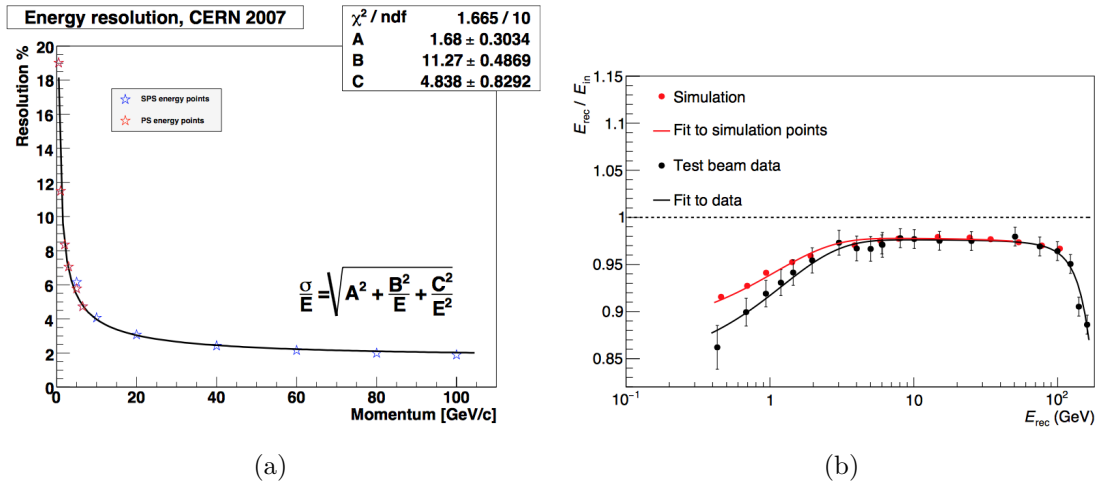 Energy resolution, CERN 2007
χ² / ndf 1.665 / 10
A 1.68 ± 0.3034
B 11.27 ± 0.4869
C 4.838 ± 0.8292
Resolution %
20
18
16
14
12
10
8
6
4
2
0
SPS energy points
PS energy points
σ/E = √(A² + B²/E + C²/E²)
0 20 40 60 80 100
Momentum [GeV/c]
(a)
E_rec / E_in
1.15
1.1
1.05
1
0.95
0.9
0.85
Simulation
Fit to simulation points
Test beam data
Fit to data
10⁻¹ 1 10 10²
E_rec (GeV)
(b)